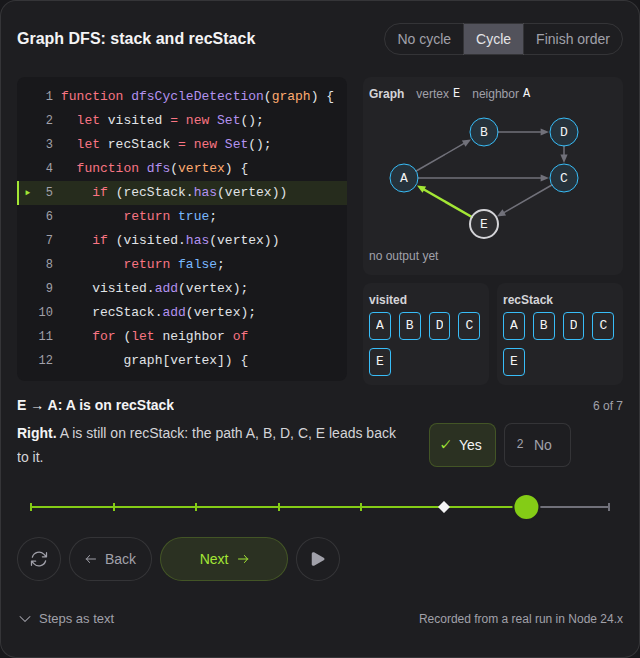 Graph DFS: stack and recStack
No cycle Cycle Finish order
1 function dfsCycleDetection(graph) {
2 let visited = new Set();
3 let recStack = new Set();
4 function dfs(vertex) {
5 if (recStack.has(vertex))
6 return true;
7 if (visited.has(vertex))
8 return false;
9 visited.add(vertex);
10 recStack.add(vertex);
11 for (let neighbor of
12 graph[vertex]) {
Graph vertex E neighbor A
B D
A C
E
no output yet
visited
A B D C
E
recStack
A B D C
E
E → A: A is on recStack
6 of 7
Right. A is still on recStack: the path A, B, D, C, E leads back
to it.
✓ Yes
2 No
← Back
Next →
Steps as text
Recorded from a real run in Node 24.x